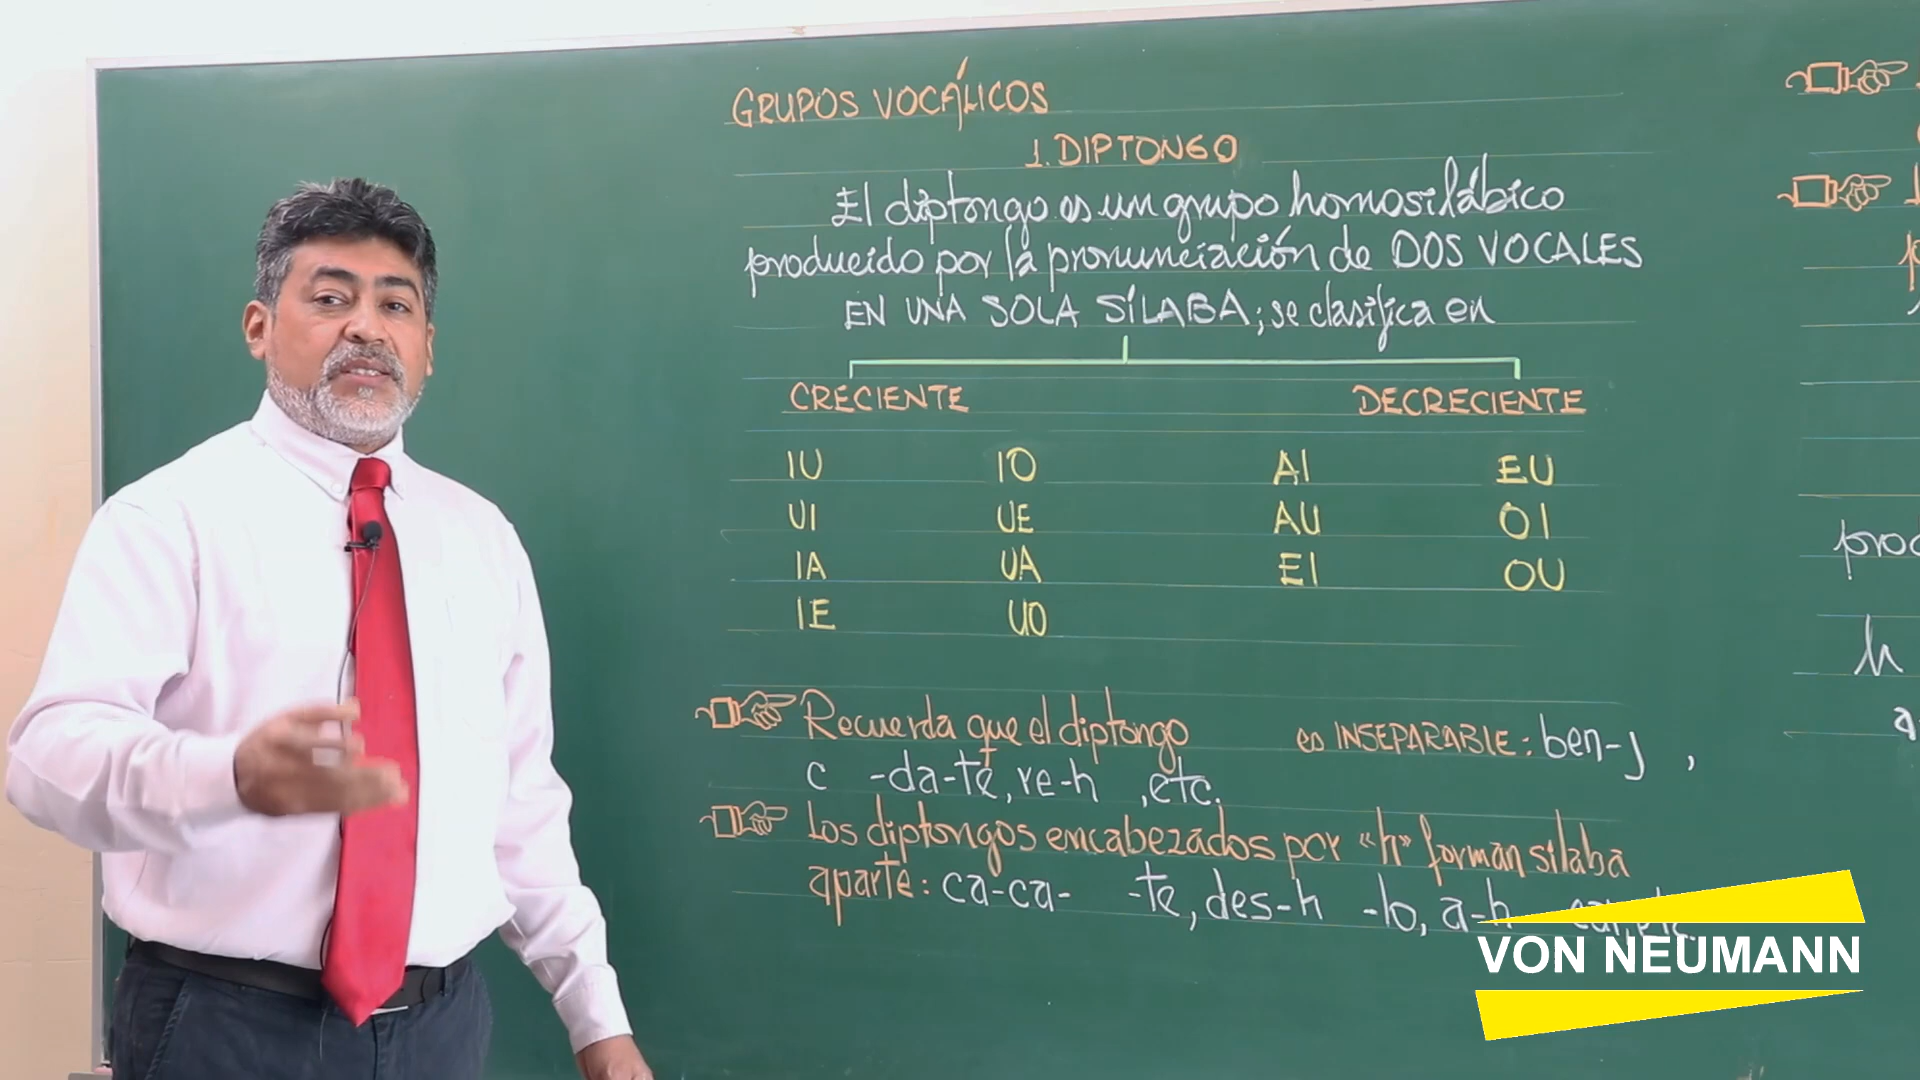 GRUPOS VOCÁLICOS
1. DIPTONGO
El diptongo es un grupo homosilábico
producido por la pronunciación de DOS VOCALES
EN UNA SOLA SÍLABA; se clasifica en
CRECIENTE DECRECIENTE
IU IO AI EU
UI UE AU OI
IA UA EI OU
IE UO
Recuerda que el diptongo es INSEPARABLE: ben-j ,
c -da-te, re-h , etc.
Los diptongos encabezados por "h" forman sílaba
aparte: ca-ca- -te, des-h -lo, a-h
prod
h
a
VON NEUMANN